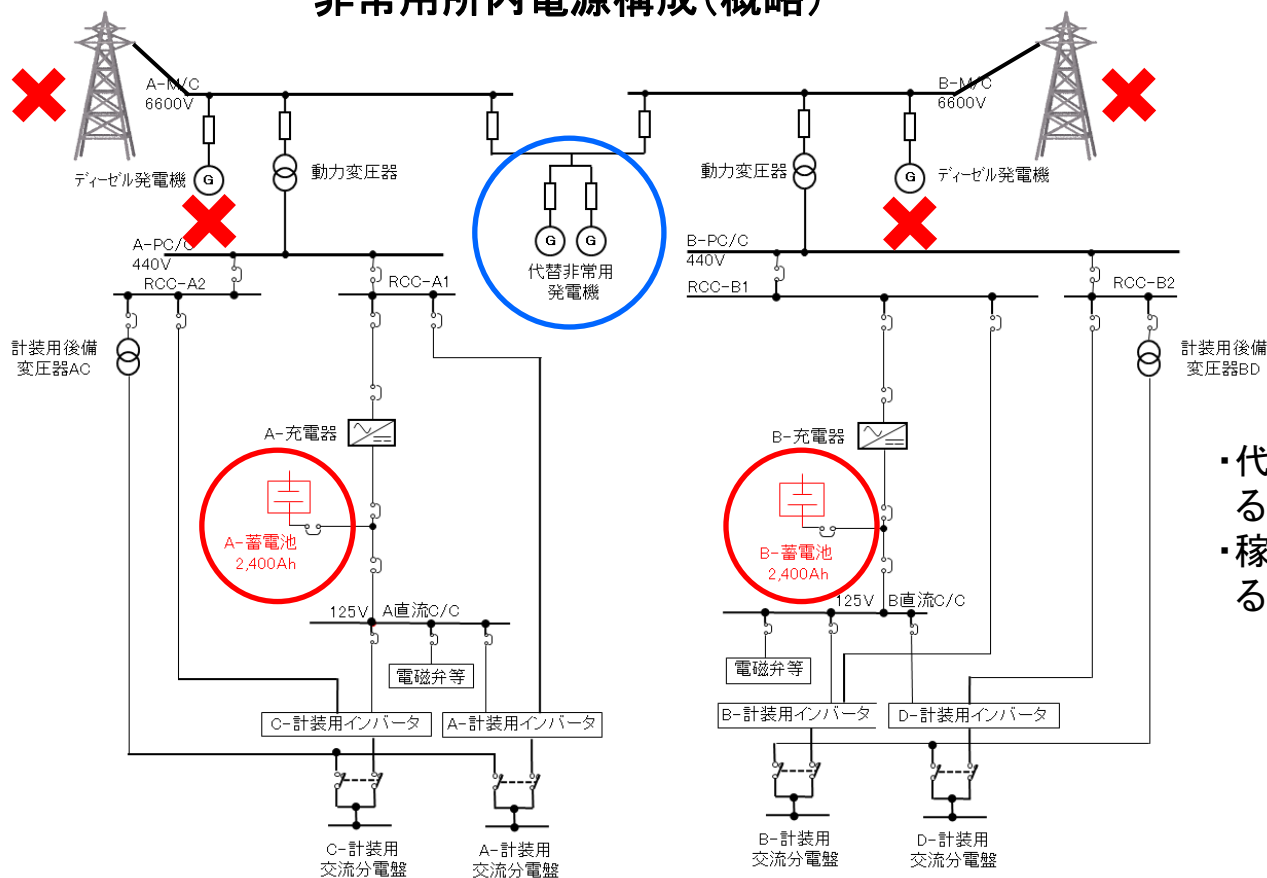 非常用所内電源構成(概略)
A-M/C
6600V
B-M/C
6600V
ディーゼル発電機
G
動力変圧器
動力変圧器
G
ディーゼル発電機
G
G
代替非常用
発電機
A-PC/C
440V
B-PC/C
440V
RCC-A2
RCC-A1
RCC-B1
RCC-B2
計装用後備
変圧器AC
計装用後備
変圧器BD
A-充電器
B-充電器
・代
る
・稼
る
A-蓄電池
2,400Ah
B-蓄電池
2,400Ah
125V
A直流C/C
125V
B直流C/C
電磁弁等
電磁弁等
C-計装用インバータ
A-計装用インバータ
B-計装用インバータ
D-計装用インバータ
C-計装用
交流分電盤
A-計装用
交流分電盤
B-計装用
交流分電盤
D-計装用
交流分電盤